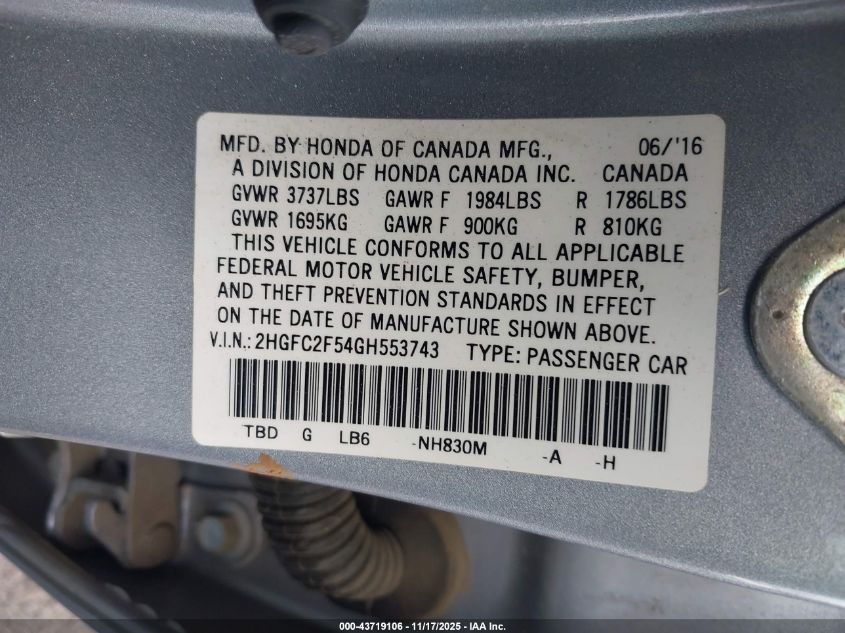 MFD. BY HONDA OF CANADA MFG., 06/'16
A DIVISION OF HONDA CANADA INC. CANADA
GVWR 3737LBS GAWR F 1984LBS R 1786LBS
GVWR 1695KG GAWR F 900KG R 810KG
THIS VEHICLE CONFORMS TO ALL APPLICABLE
FEDERAL MOTOR VEHICLE SAFETY, BUMPER,
AND THEFT PREVENTION STANDARDS IN EFFECT
ON THE DATE OF MANUFACTURE SHOWN ABOVE.
V.I.N.: 2HGFC2F54GH553743 TYPE: PASSENGER CAR
TBD G LB6 -NH830M -A -H
000-43719106 - 11/17/2025 - IAA Inc.